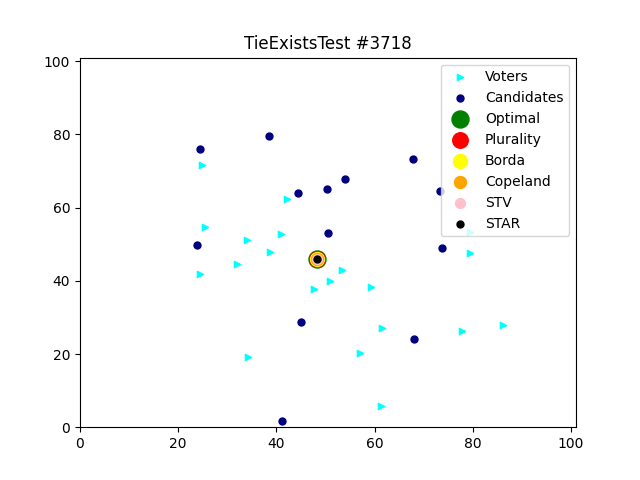 TieExistsTest #3718
100
80
60
40
20
0
0 20 40 60 80 100
Voters
Candidates
Optimal
Plurality
Borda
Copeland
STV
STAR